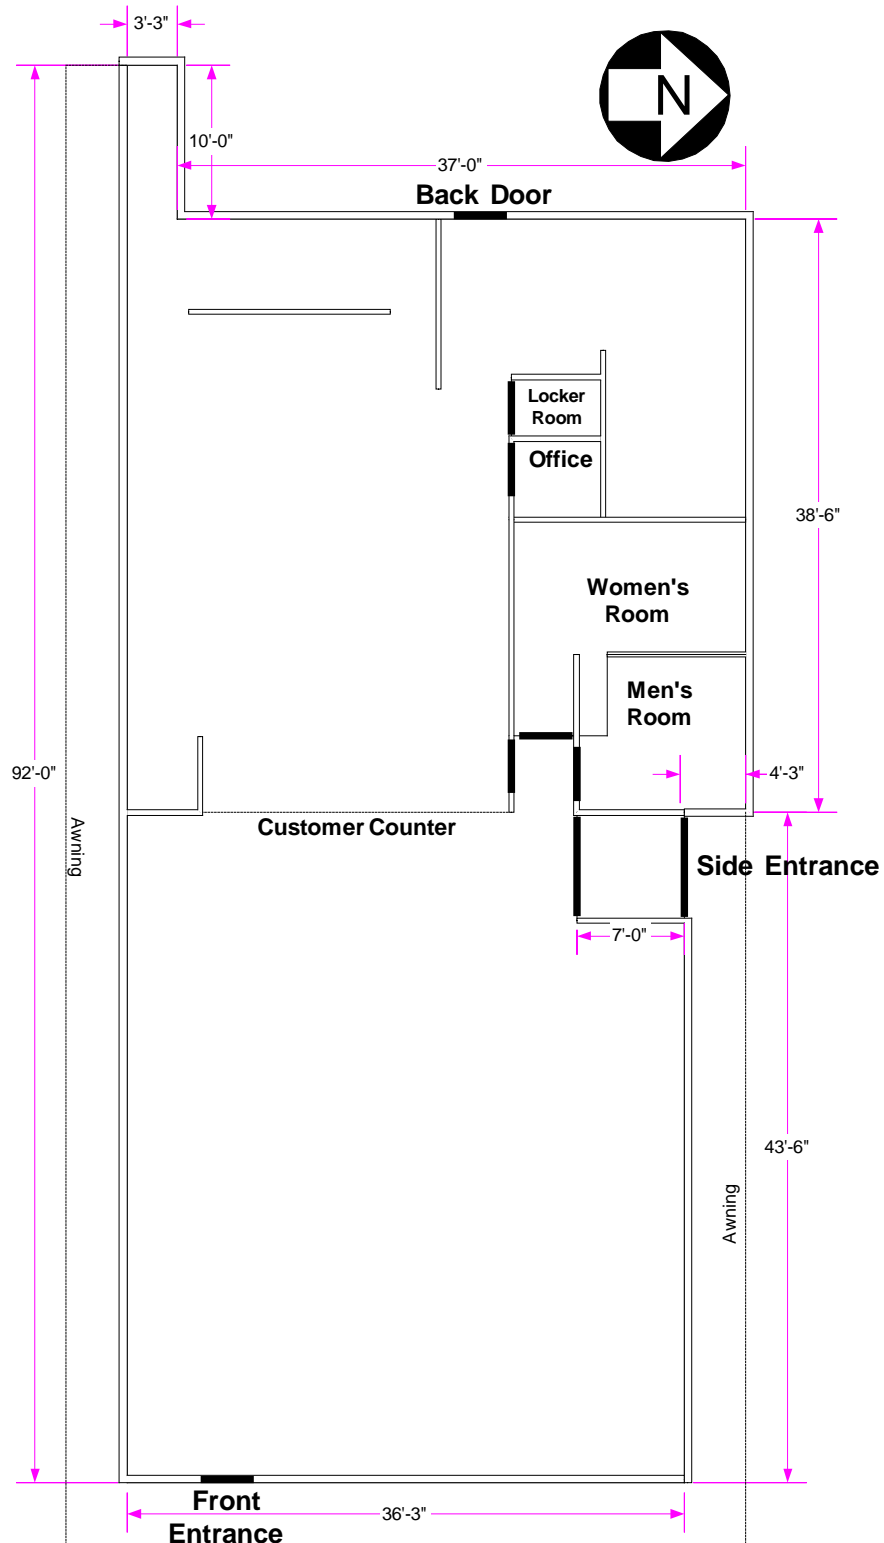 3'-3"
N
10'-0"
37'-0"
Back Door
Locker
Room
Office
38'-6"
Women's
Room
Men's
Room
92'-0"
4'-3"
Awning
Customer Counter
Side Entrance
7'-0"
43'-6"
Awning
Front
Entrance
36'-3"